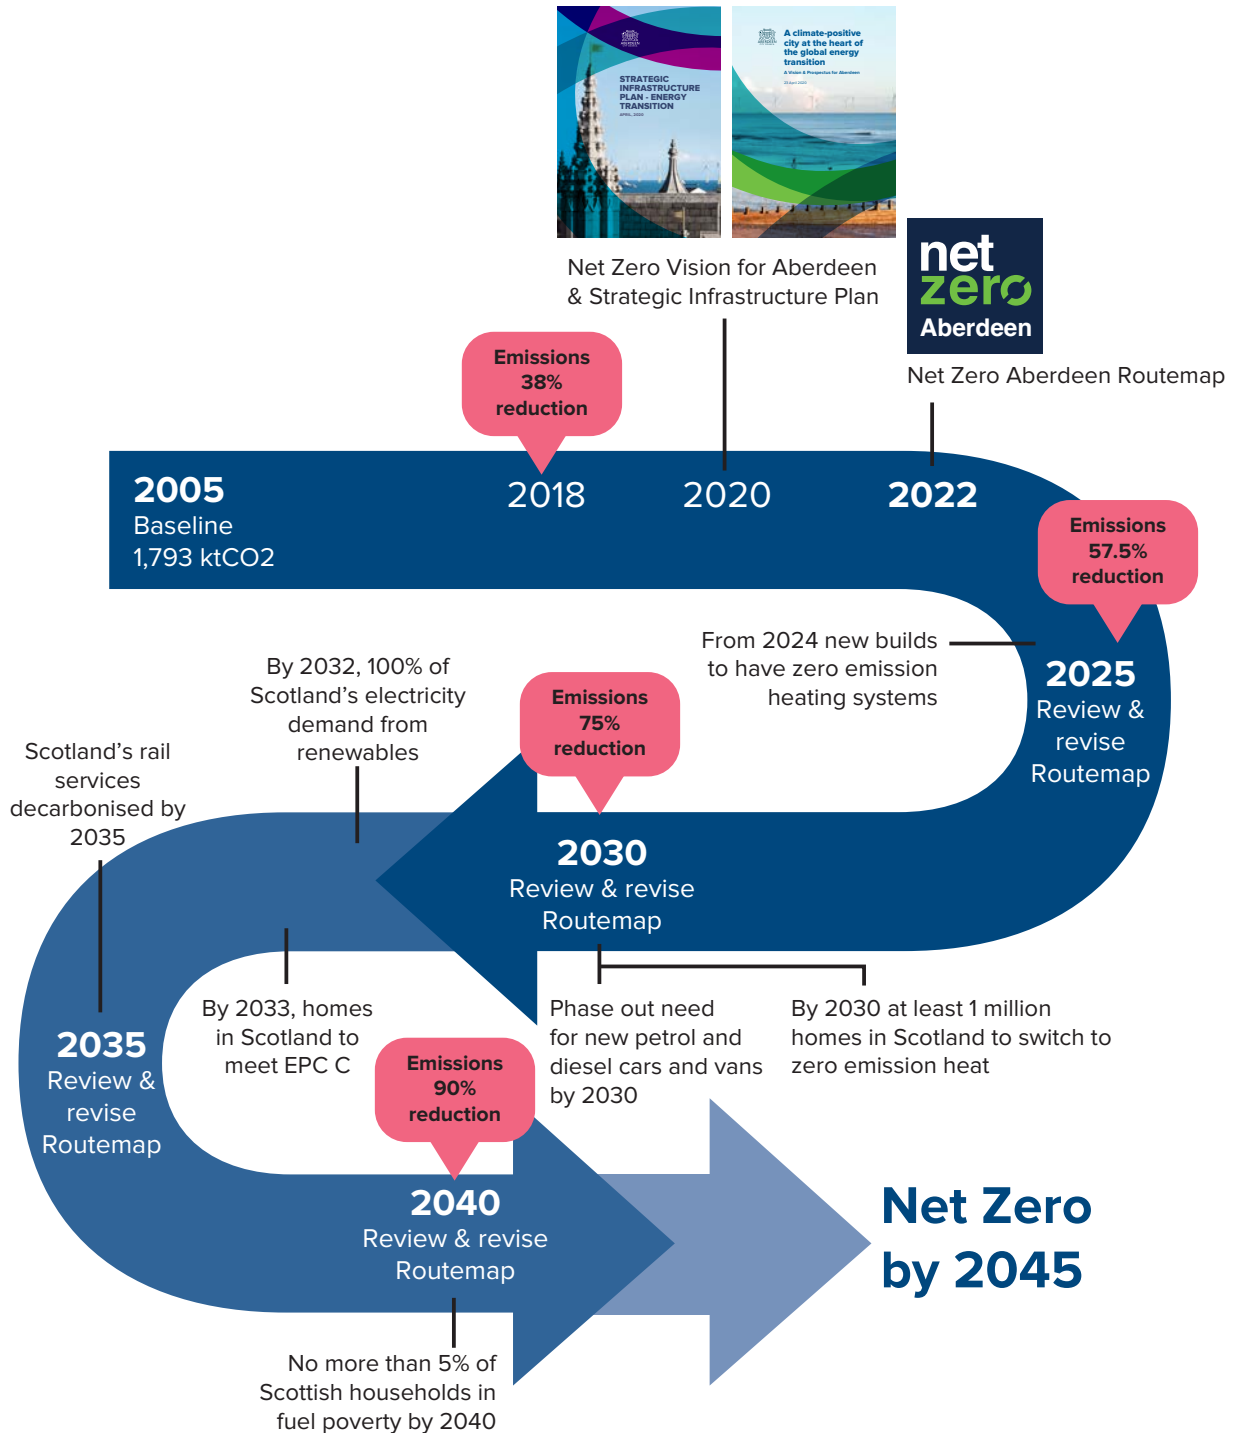 STRATEGIC
INFRASTRUCTURE
PLAN - ENERGY
TRANSITION
APRIL, 2020
A climate-positive
city at the heart of
the global energy
transition
A Vision & Prospectus for Aberdeen
Net Zero Vision for Aberdeen
& Strategic Infrastructure Plan
net
zero
Aberdeen
Net Zero Aberdeen Routemap
Emissions
38%
reduction
2005
Baseline
1,793 ktCO2
2018
2020
2022
Emissions
57.5%
reduction
From 2024 new builds
to have zero emission
heating systems
2025
Review &
revise
Routemap
By 2032, 100% of
Scotland's electricity
demand from
renewables
Emissions
75%
reduction
Scotland's rail
services
decarbonised by
2035
2030
Review & revise
Routemap
By 2033, homes
in Scotland to
meet EPC C
Phase out need
for new petrol and
diesel cars and vans
by 2030
By 2030 at least 1 million
homes in Scotland to switch to
zero emission heat
2035
Review &
revise
Routemap
Emissions
90%
reduction
2040
Review & revise
Routemap
Net Zero
by 2045
No more than 5% of
Scottish households in
fuel poverty by 2040